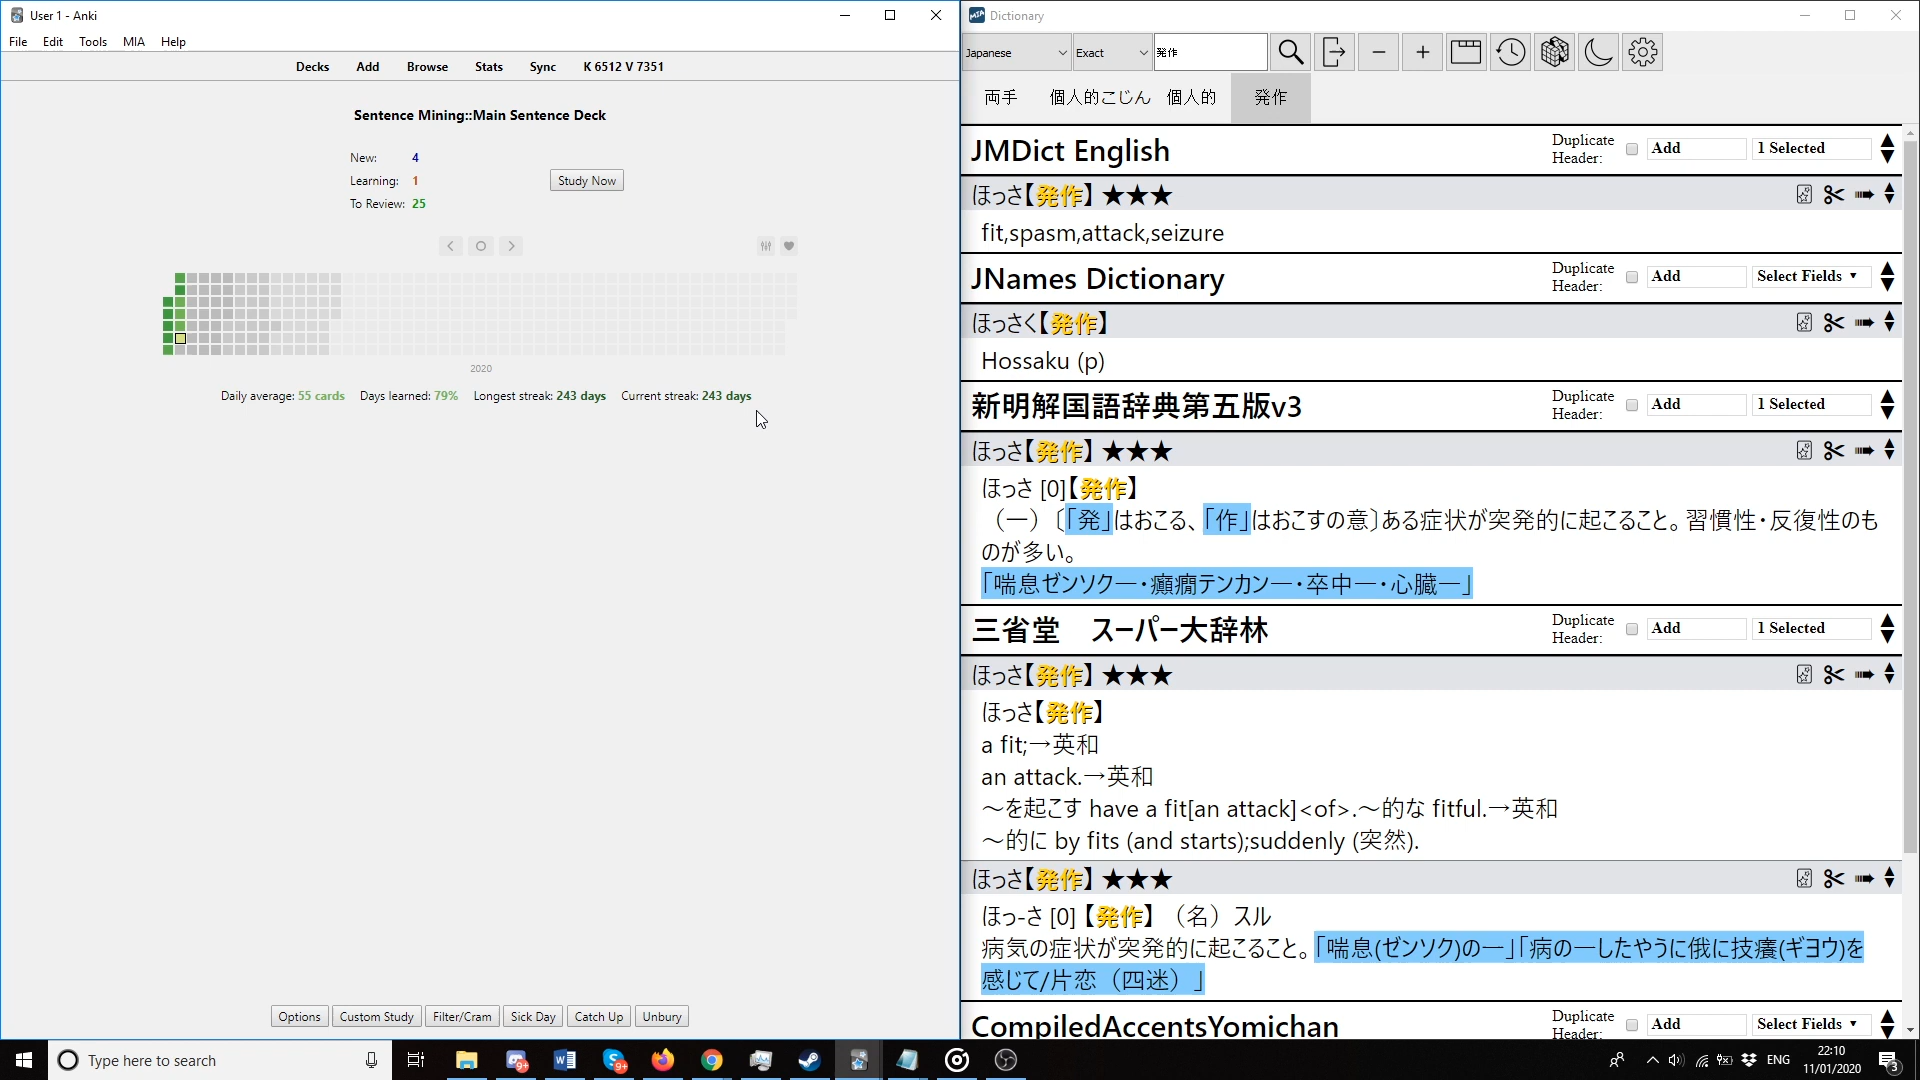 User 1 - Anki
File Edit Tools MIA Help
Decks Add Browse Stats Sync K 6512 V 7351
Sentence Mining::Main Sentence Deck
New: 4
Learning: 1
To Review: 25
Study Now
2020
Daily average: 55 cards Days learned: 79% Longest streak: 243 days Current streak: 243 days
Options Custom Study Filter/Cram Sick Day Catch Up Unbury
Dictionary
Japanese Exact 発作
両手 個人的こじん 個人的 発作
JMDict English Duplicate Header: Add 1 Selected
ほっさ【発作】★★★
fit,spasm,attack,seizure
JNames Dictionary Duplicate Header: Add Select Fields ▼
ほっさく【発作】
Hossaku (p)
新明解国語辞典第五版v3 Duplicate Header: Add 1 Selected
ほっさ【発作】★★★
ほっさ [0]【発作】
（一）〔「発」はおこる、「作」はおこすの意〕ある症状が突発的に起こること。習慣性・反復性のも
のが多い。
「喘息ゼンソク―・癲癇テンカン―・卒中―・心臓―」
三省堂　スーパー大辞林 Duplicate Header: Add 1 Selected
ほっさ【発作】★★★
ほっさ【発作】
a fit;→英和
an attack.→英和
～を起こす have a fit[an attack]<of>.～的な fitful.→英和
～的に by fits (and starts);suddenly (突然).
ほっさ【発作】★★★
ほっ-さ [0]【発作】（名）スル
病気の症状が突発的に起こること。「喘息(ゼンソク)の―」「病の―したやうに俄に技癢(ギヨウ)を
感じて/片恋（四迷）」
CompiledAccentsYomichan Duplicate Header: Add Select Fields ▼
Type here to search
ENG
22:10
11/01/2020
3